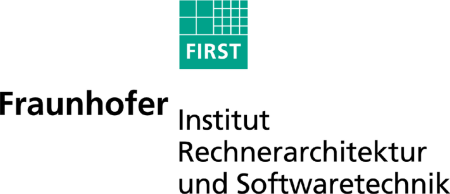 FIRST
Fraunhofer Institut
Rechnerarchitektur
und Softwaretechnik